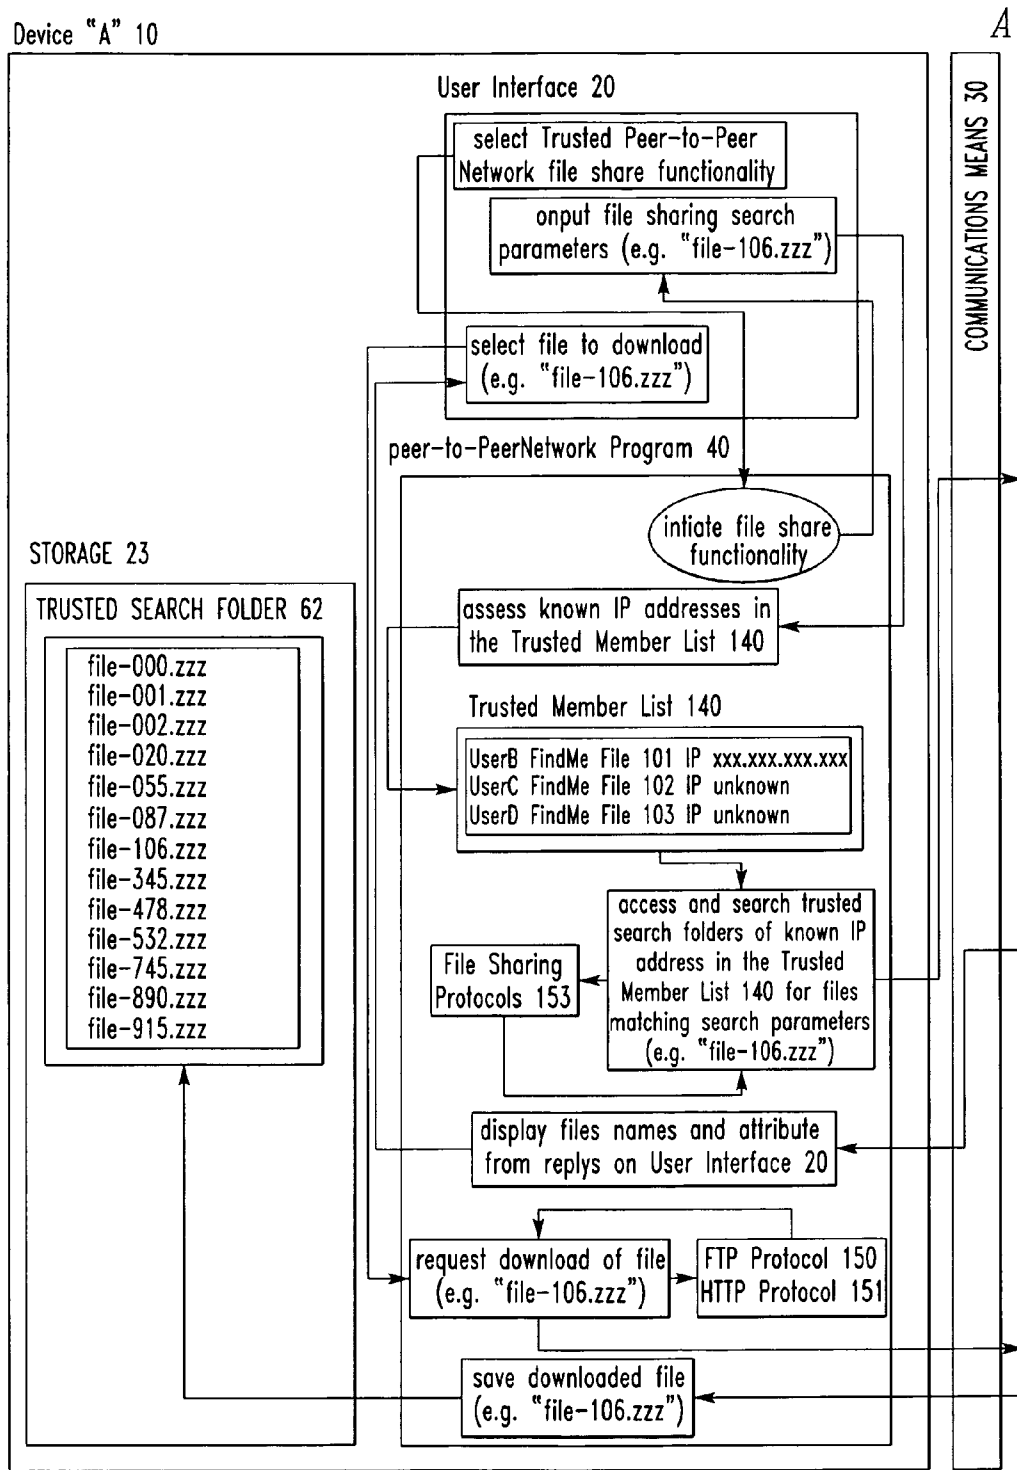 Device "A" 10
A
COMMUNICATIONS MEANS 30
User Interface 20
select Trusted Peer-to-Peer
Network file share functionality
onput file sharing search
parameters (e.g. "file-106.zzz")
select file to download
(e.g. "file-106.zzz")
peer-to-PeerNetwork Program 40
intiate file share
functionality
STORAGE 23
TRUSTED SEARCH FOLDER 62
file-000.zzz
file-001.zzz
file-002.zzz
file-020.zzz
file-055.zzz
file-087.zzz
file-106.zzz
file-345.zzz
file-478.zzz
file-532.zzz
file-745.zzz
file-890.zzz
file-915.zzz
assess known IP addresses in
the Trusted Member List 140
Trusted Member List 140
UserB FindMe File 101 IP xxx.xxx.xxx.xxx
UserC FindMe File 102 IP unknown
UserD FindMe File 103 IP unknown
access and search trusted
search folders of known IP
address in the Trusted
Member List 140 for files
matching search parameters
(e.g. "file-106.zzz")
File Sharing
Protocols 153
display files names and attribute
from replys on User Interface 20
request download of file
(e.g. "file-106.zzz")
FTP Protocol 150
HTTP Protocol 151
save downloaded file
(e.g. "file-106.zzz")